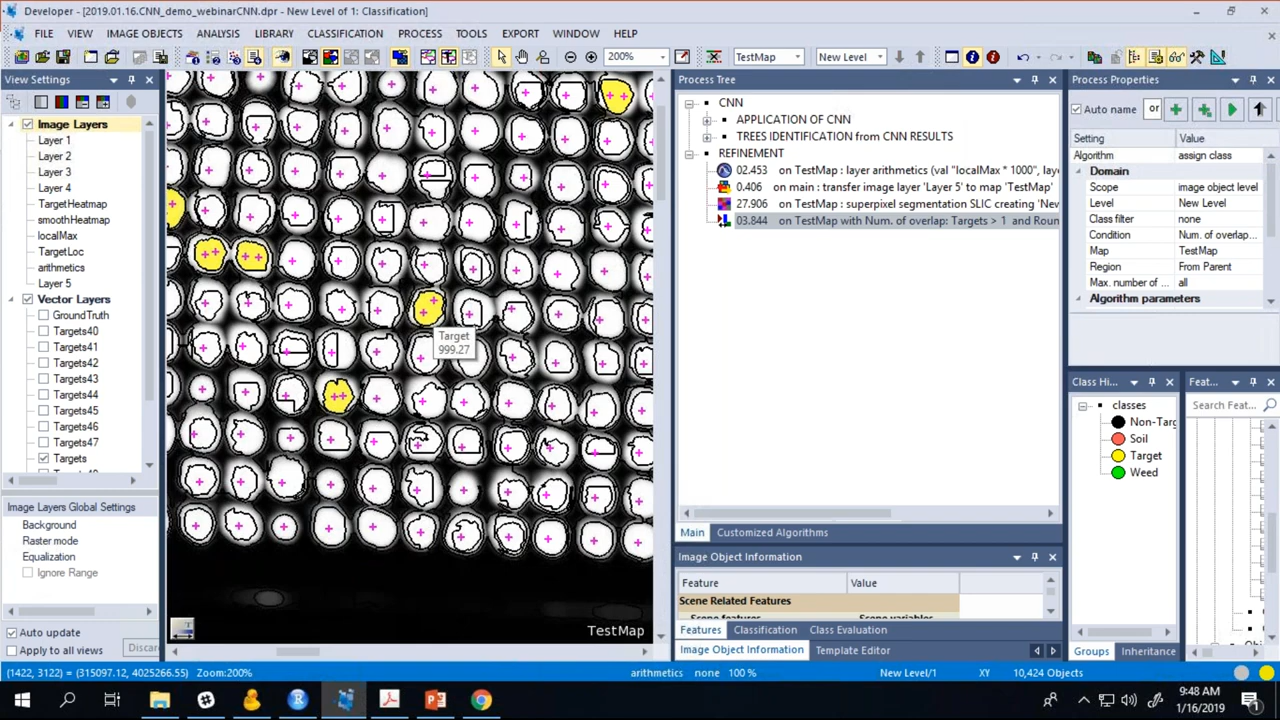 Developer - [2019.01.16.CNN_demo_webinarCNN.dpr - New Level of 1: Classification]
FILE VIEW IMAGE OBJECTS ANALYSIS LIBRARY CLASSIFICATION PROCESS TOOLS EXPORT WINDOW HELP
200% TestMap New Level
View Settings
Image Layers
Layer 1
Layer 2
Layer 3
Layer 4
TargetHeatmap
smoothHeatmap
localMax
TargetLoc
arithmetics
Layer 5
Vector Layers
GroundTruth
Targets40
Targets41
Targets42
Targets43
Targets44
Targets45
Targets46
Targets47
Targets
Image Layers Global Settings
Background
Raster mode
Equalization
Ignore Range
Auto update
Apply to all views
Discar
Target
999.27
TestMap
Process Tree
CNN
APPLICATION OF CNN
TREES IDENTIFICATION from CNN RESULTS
REFINEMENT
02.453 on TestMap : layer arithmetics (val "localMax * 1000", laye
0.406 on main : transfer image layer 'Layer 5' to map 'TestMap'
27.906 on TestMap : superpixel segmentation SLIC creating 'New
03.844 on TestMap with Num. of overlap: Targets > 1 and Roun
Main Customized Algorithms
Image Object Information
Feature Value
Scene Related Features
Scene features Scene variables
Features Classification Class Evaluation
Image Object Information Template Editor
Process Properties
Auto name or
Setting Value
Algorithm assign class
Domain
Scope image object level
Level New Level
Class filter none
Condition Num. of overlap...
Map TestMap
Region From Parent
Max. number of ... all
Algorithm parameters
Class Hi...
classes
Non-Targ
Soil
Target
Weed
Groups Inheritance
Feat...
Search Feat...
(1422, 3122) = (315097.12, 4025266.55) Zoom:200% arithmetics none 100 % New Level/1 XY 10,424 Objects
9:48 AM
1/16/2019